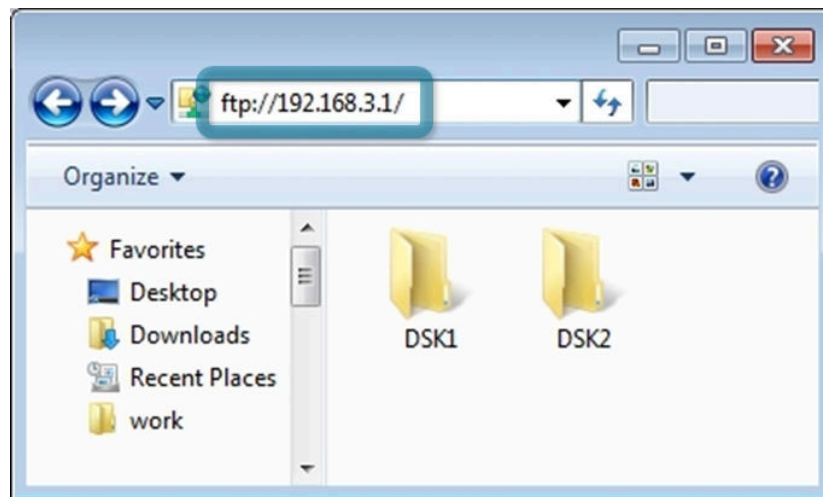 ftp://192.168.3.1/
Organize
Favorites
Desktop
Downloads
Recent Places
work
DSK1
DSK2